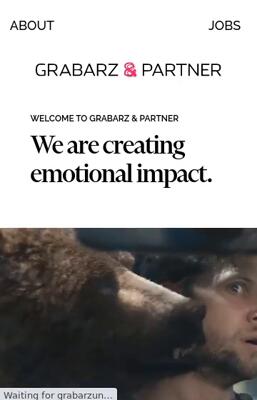 ABOUT
JOBS
GRABARZ & PARTNER
WELCOME TO GRABARZ & PARTNER
We are creating
emotional impact.
Waiting for grabarzun...